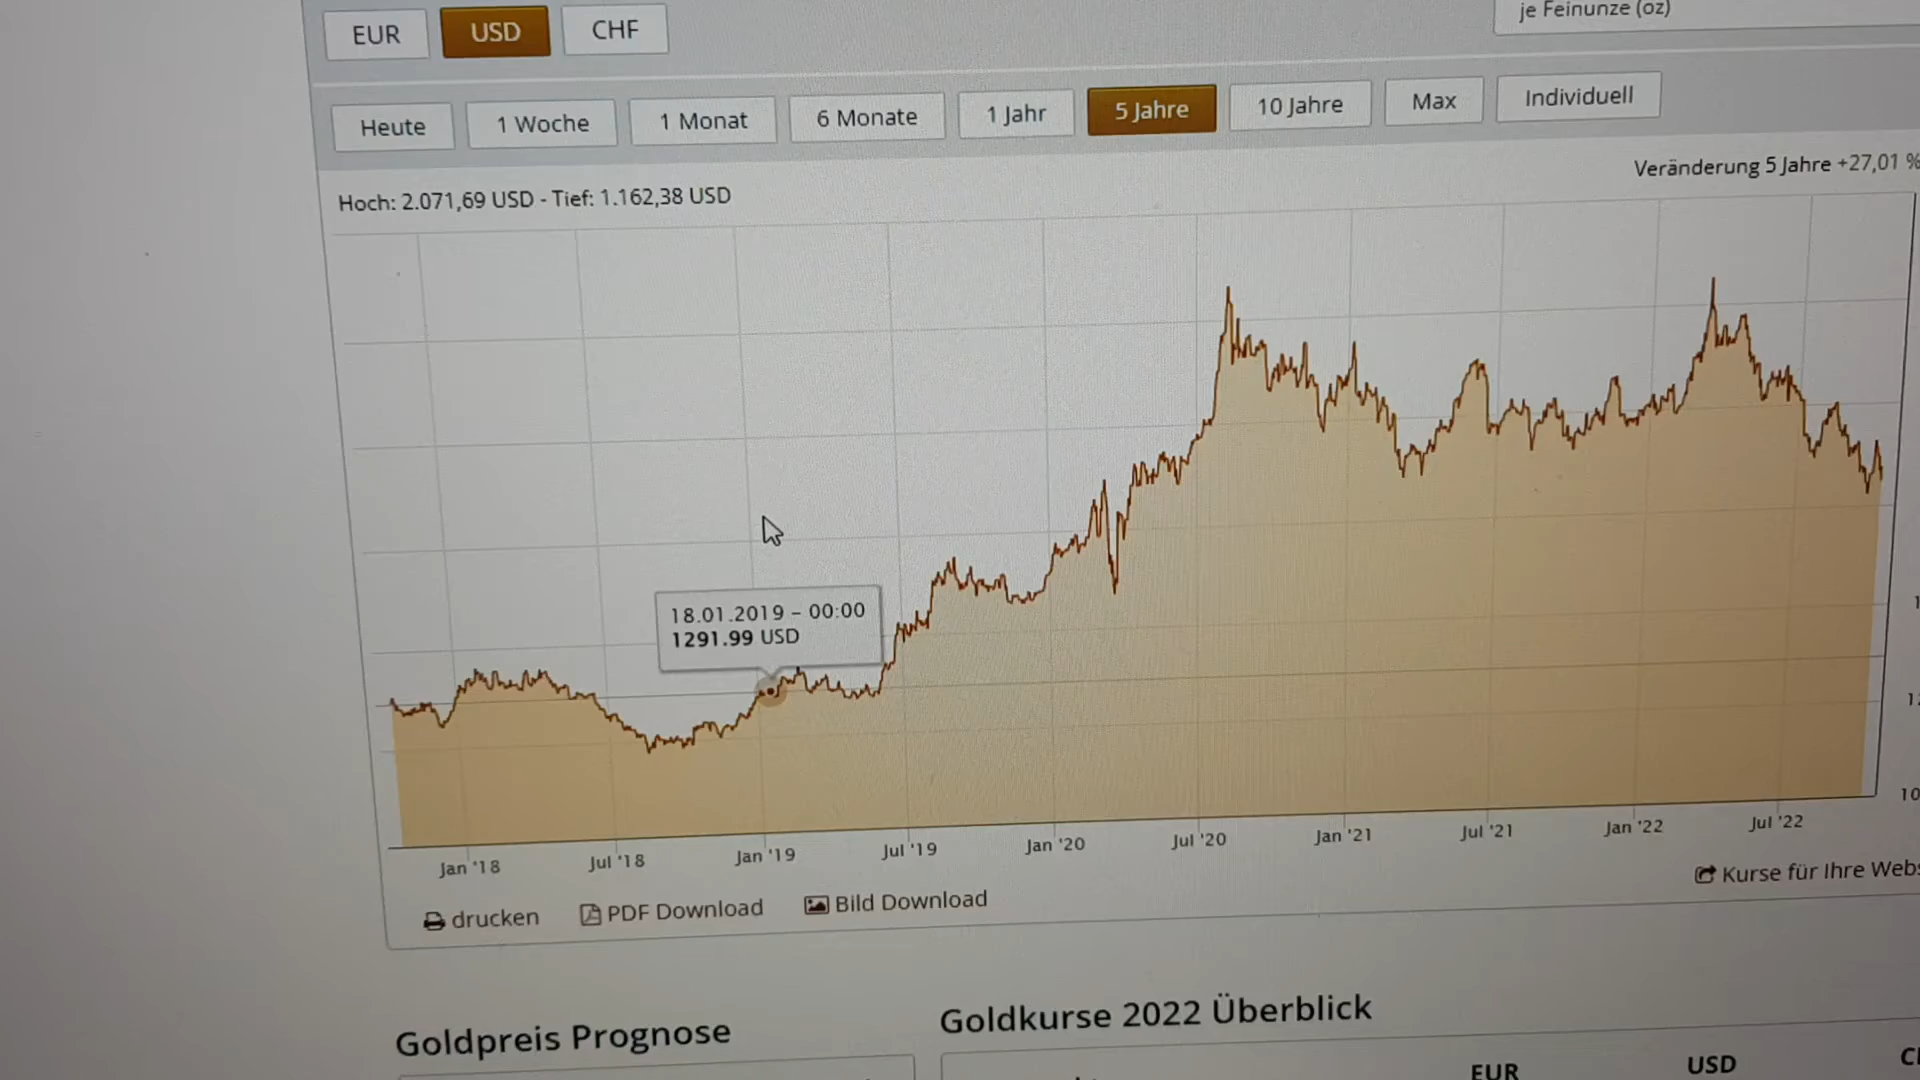 je Feinunze (oz)
EUR USD CHF
Heute 1 Woche 1 Monat 6 Monate 1 Jahr 5 Jahre 10 Jahre Max Individuell
Veränderung 5 Jahre +27,01 %
Hoch: 2.071,69 USD - Tief: 1.162,38 USD
18.01.2019 – 00:00
1291.99 USD
Jan '18 Jul '18 Jan '19 Jul '19 Jan '20 Jul '20 Jan '21 Jul '21 Jan '22 Jul '22
drucken PDF Download Bild Download Kurse für Ihre
Goldpreis Prognose
Goldkurse 2022 Überblick
EUR USD